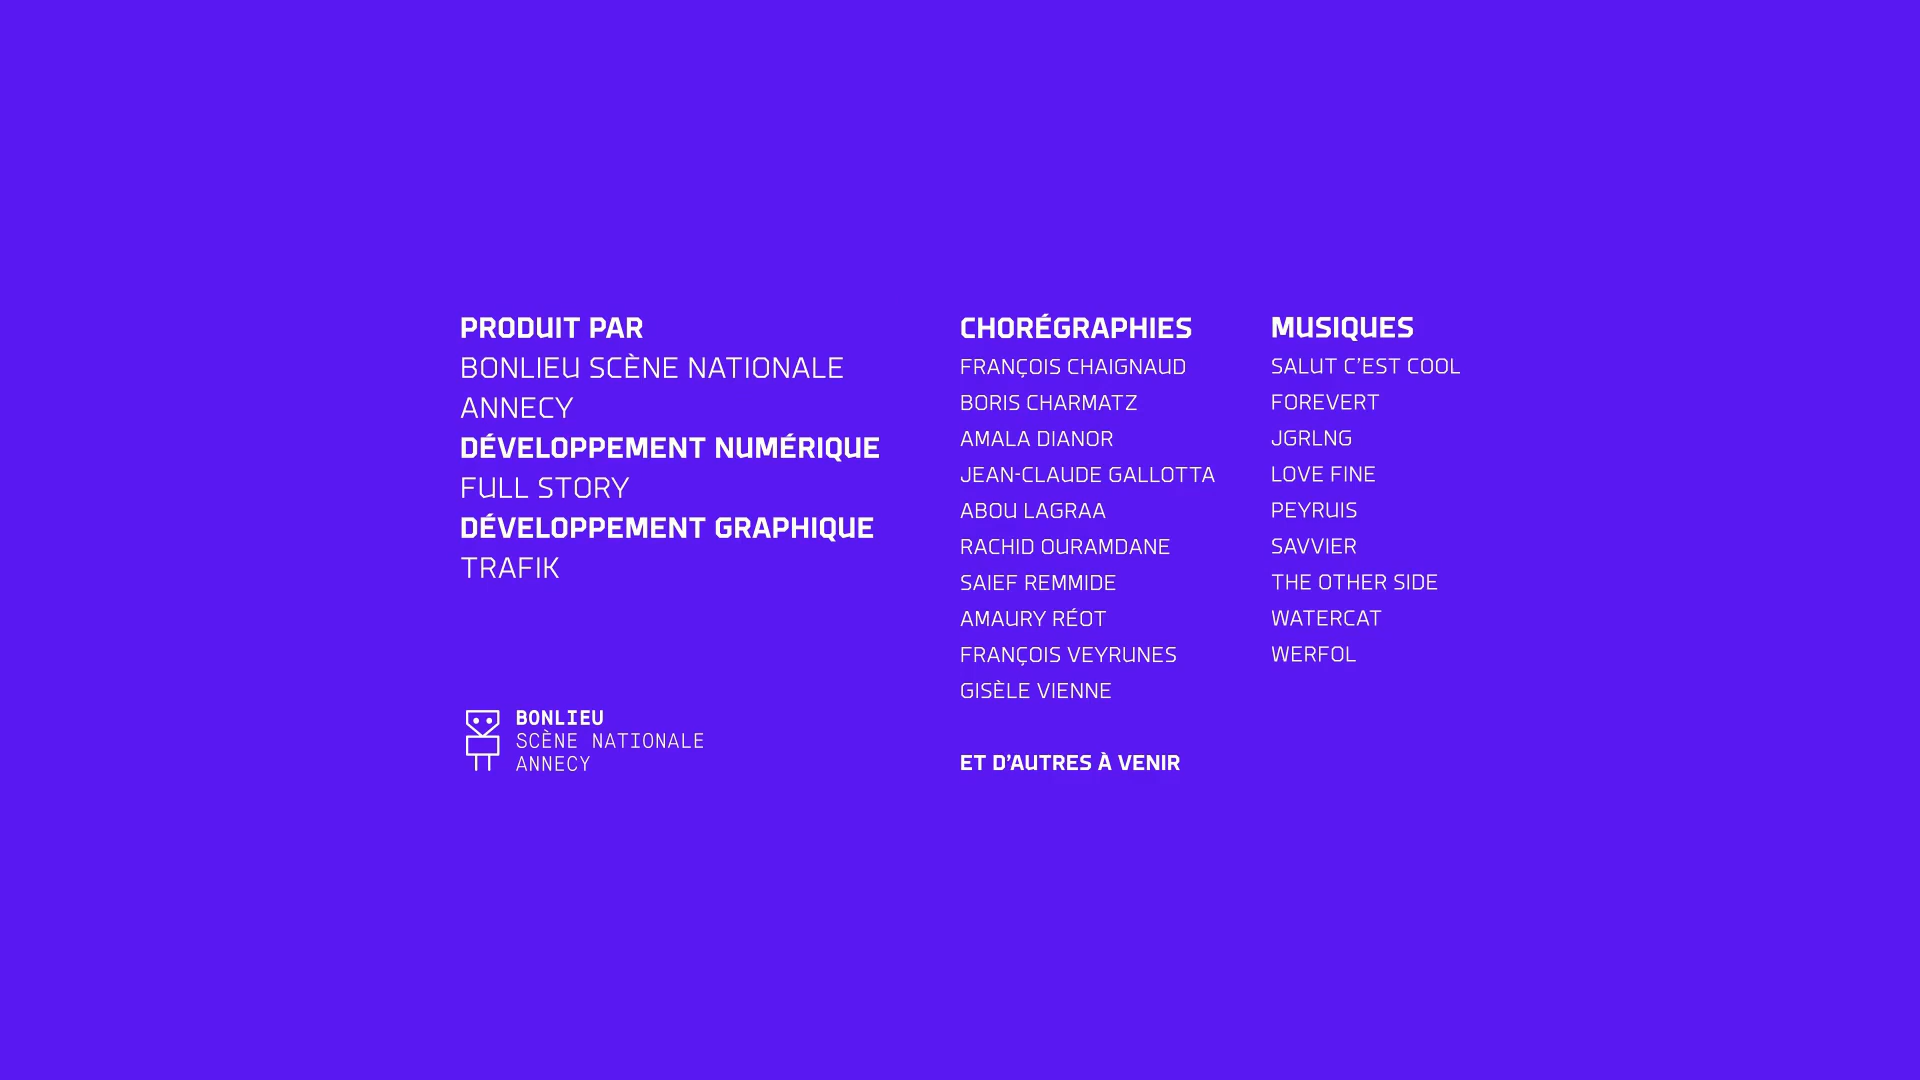 PRODUIT PAR
BONLIEU SCÈNE NATIONALE
ANNECY
DÉVELOPPEMENT NUMÉRIQUE
FULL STORY
DÉVELOPPEMENT GRAPHIQUE
TRAFIK
BONLIEU
SCÈNE NATIONALE
ANNECY
CHORÉGRAPHIES
FRANÇOIS CHAIGNAUD
BORIS CHARMATZ
AMALA DIANOR
JEAN-CLAUDE GALLOTTA
ABOU LAGRAA
RACHID OURAMDANE
SAIEF REMMIDE
AMAURY RÉOT
FRANÇOIS VEYRUNES
GISÈLE VIENNE
ET D’AUTRES À VENIR
MUSIQUES
SALUT C’EST COOL
FOREVERT
JGRLNG
LOVE FINE
PEYRUIS
SAVVIER
THE OTHER SIDE
WATERCAT
WERFOL